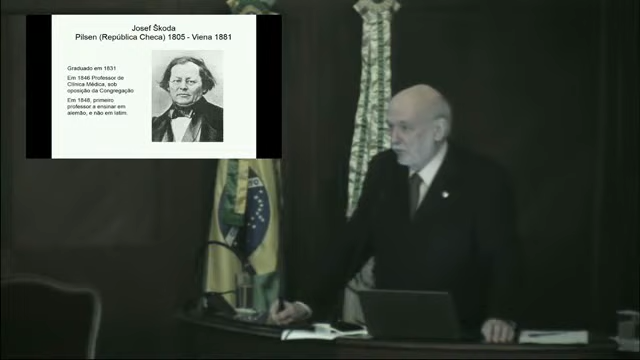 Josef Škoda
Pilsen (República Checa) 1805 - Viena 1881
Graduado em 1831
Em 1846 Professor de
Clínica Médica, sob
oposição da Congregação
Em 1848, primeiro
professor a ensinar em
alemão, e não em latim.